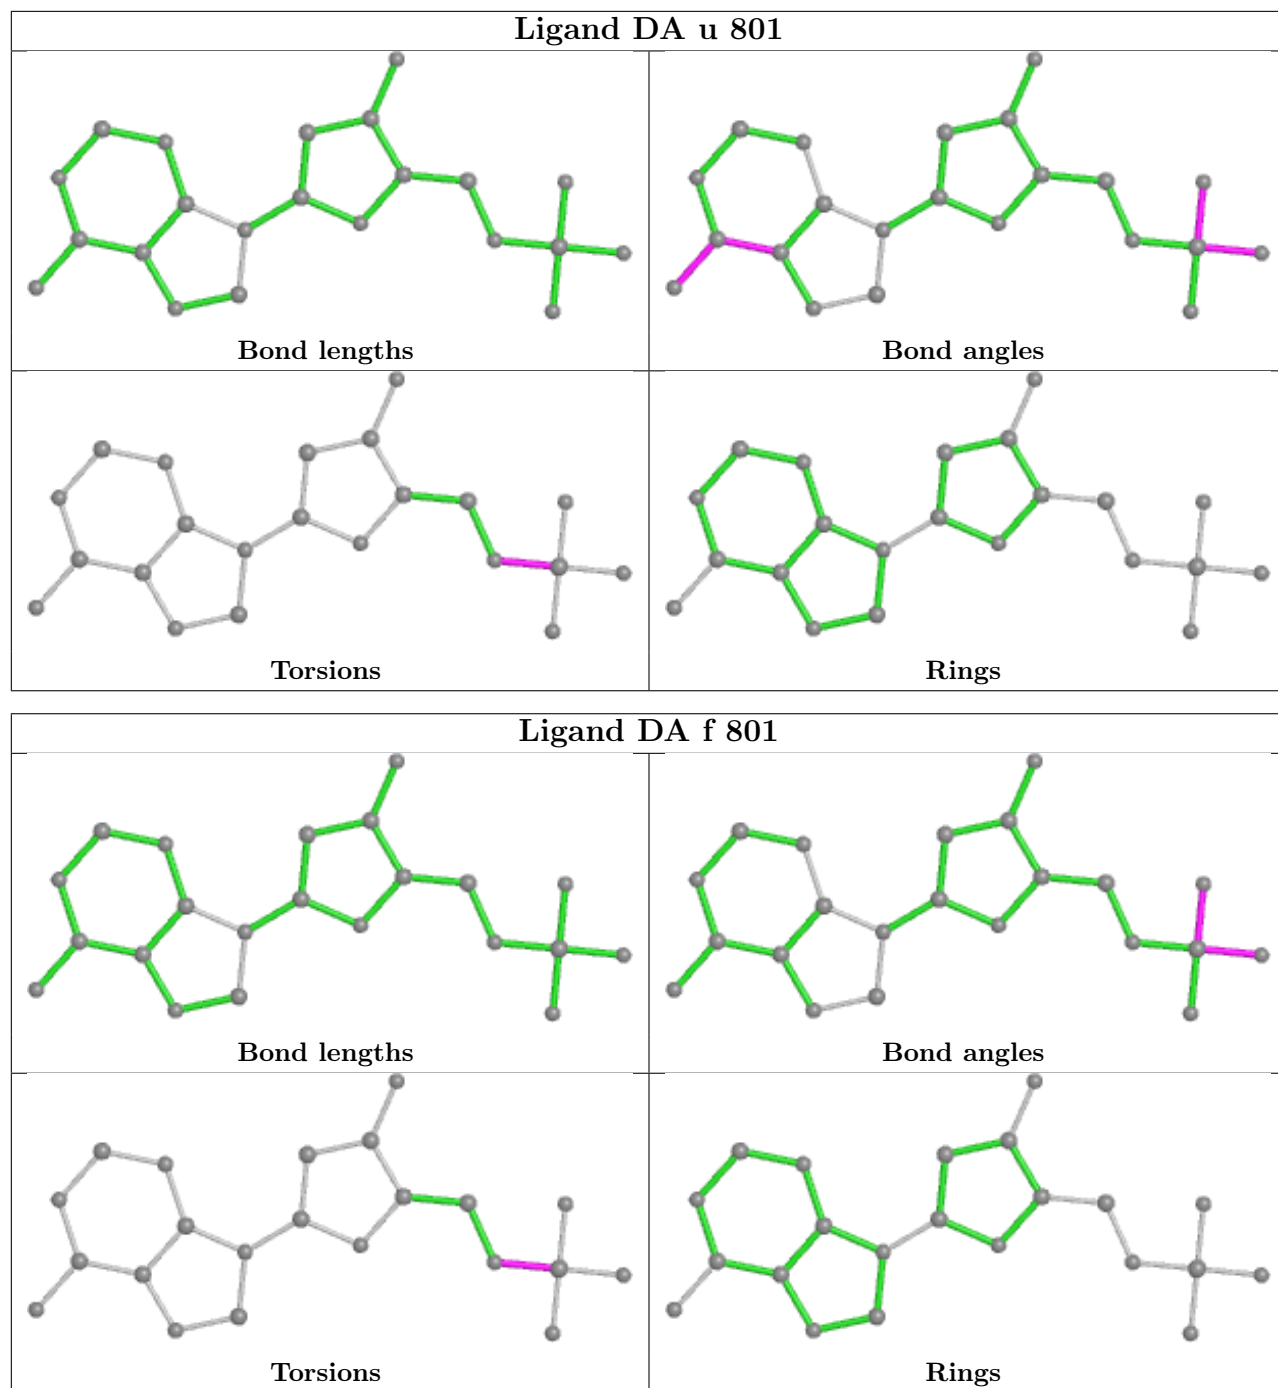 Ligand DA u 801
Bond lengths
Bond angles
Torsions
Rings
Ligand DA f 801
Bond lengths
Bond angles
Torsions
Rings